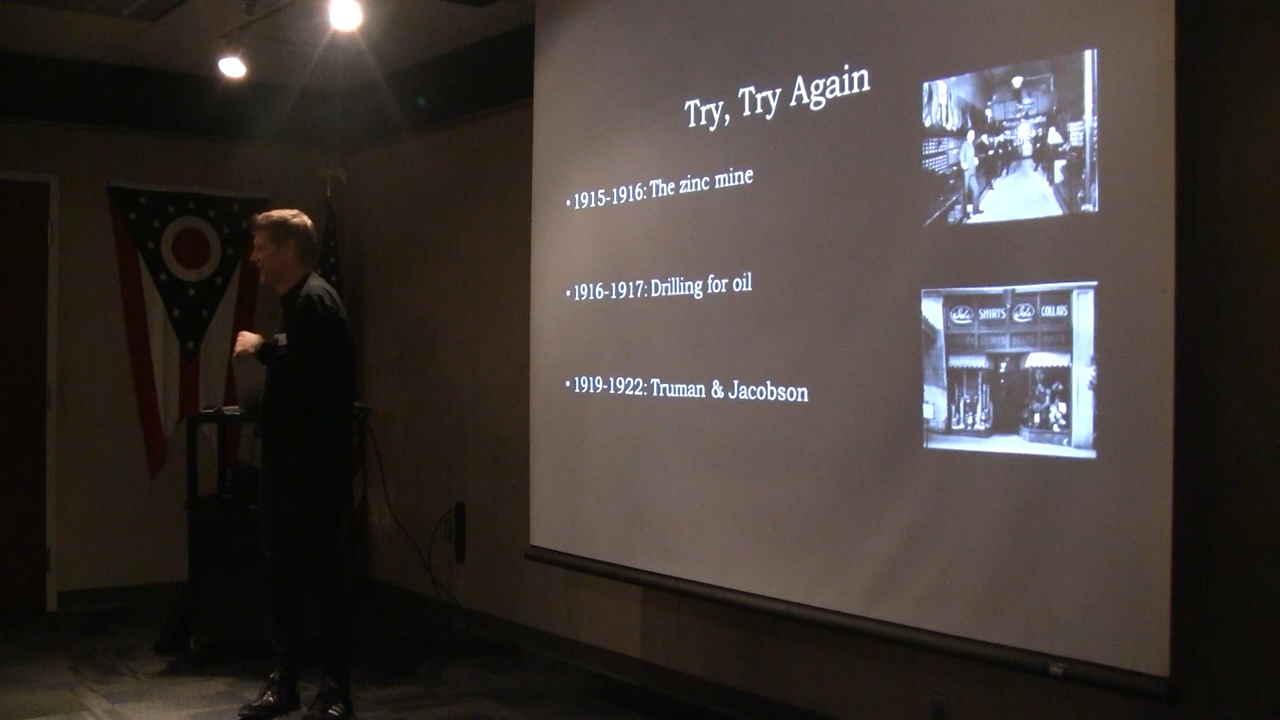 Try, Try Again
• 1915-1916: The zinc mine
• 1916-1917: Drilling for oil
• 1919-1922: Truman & Jacobson
SHIRTS
COLLARS